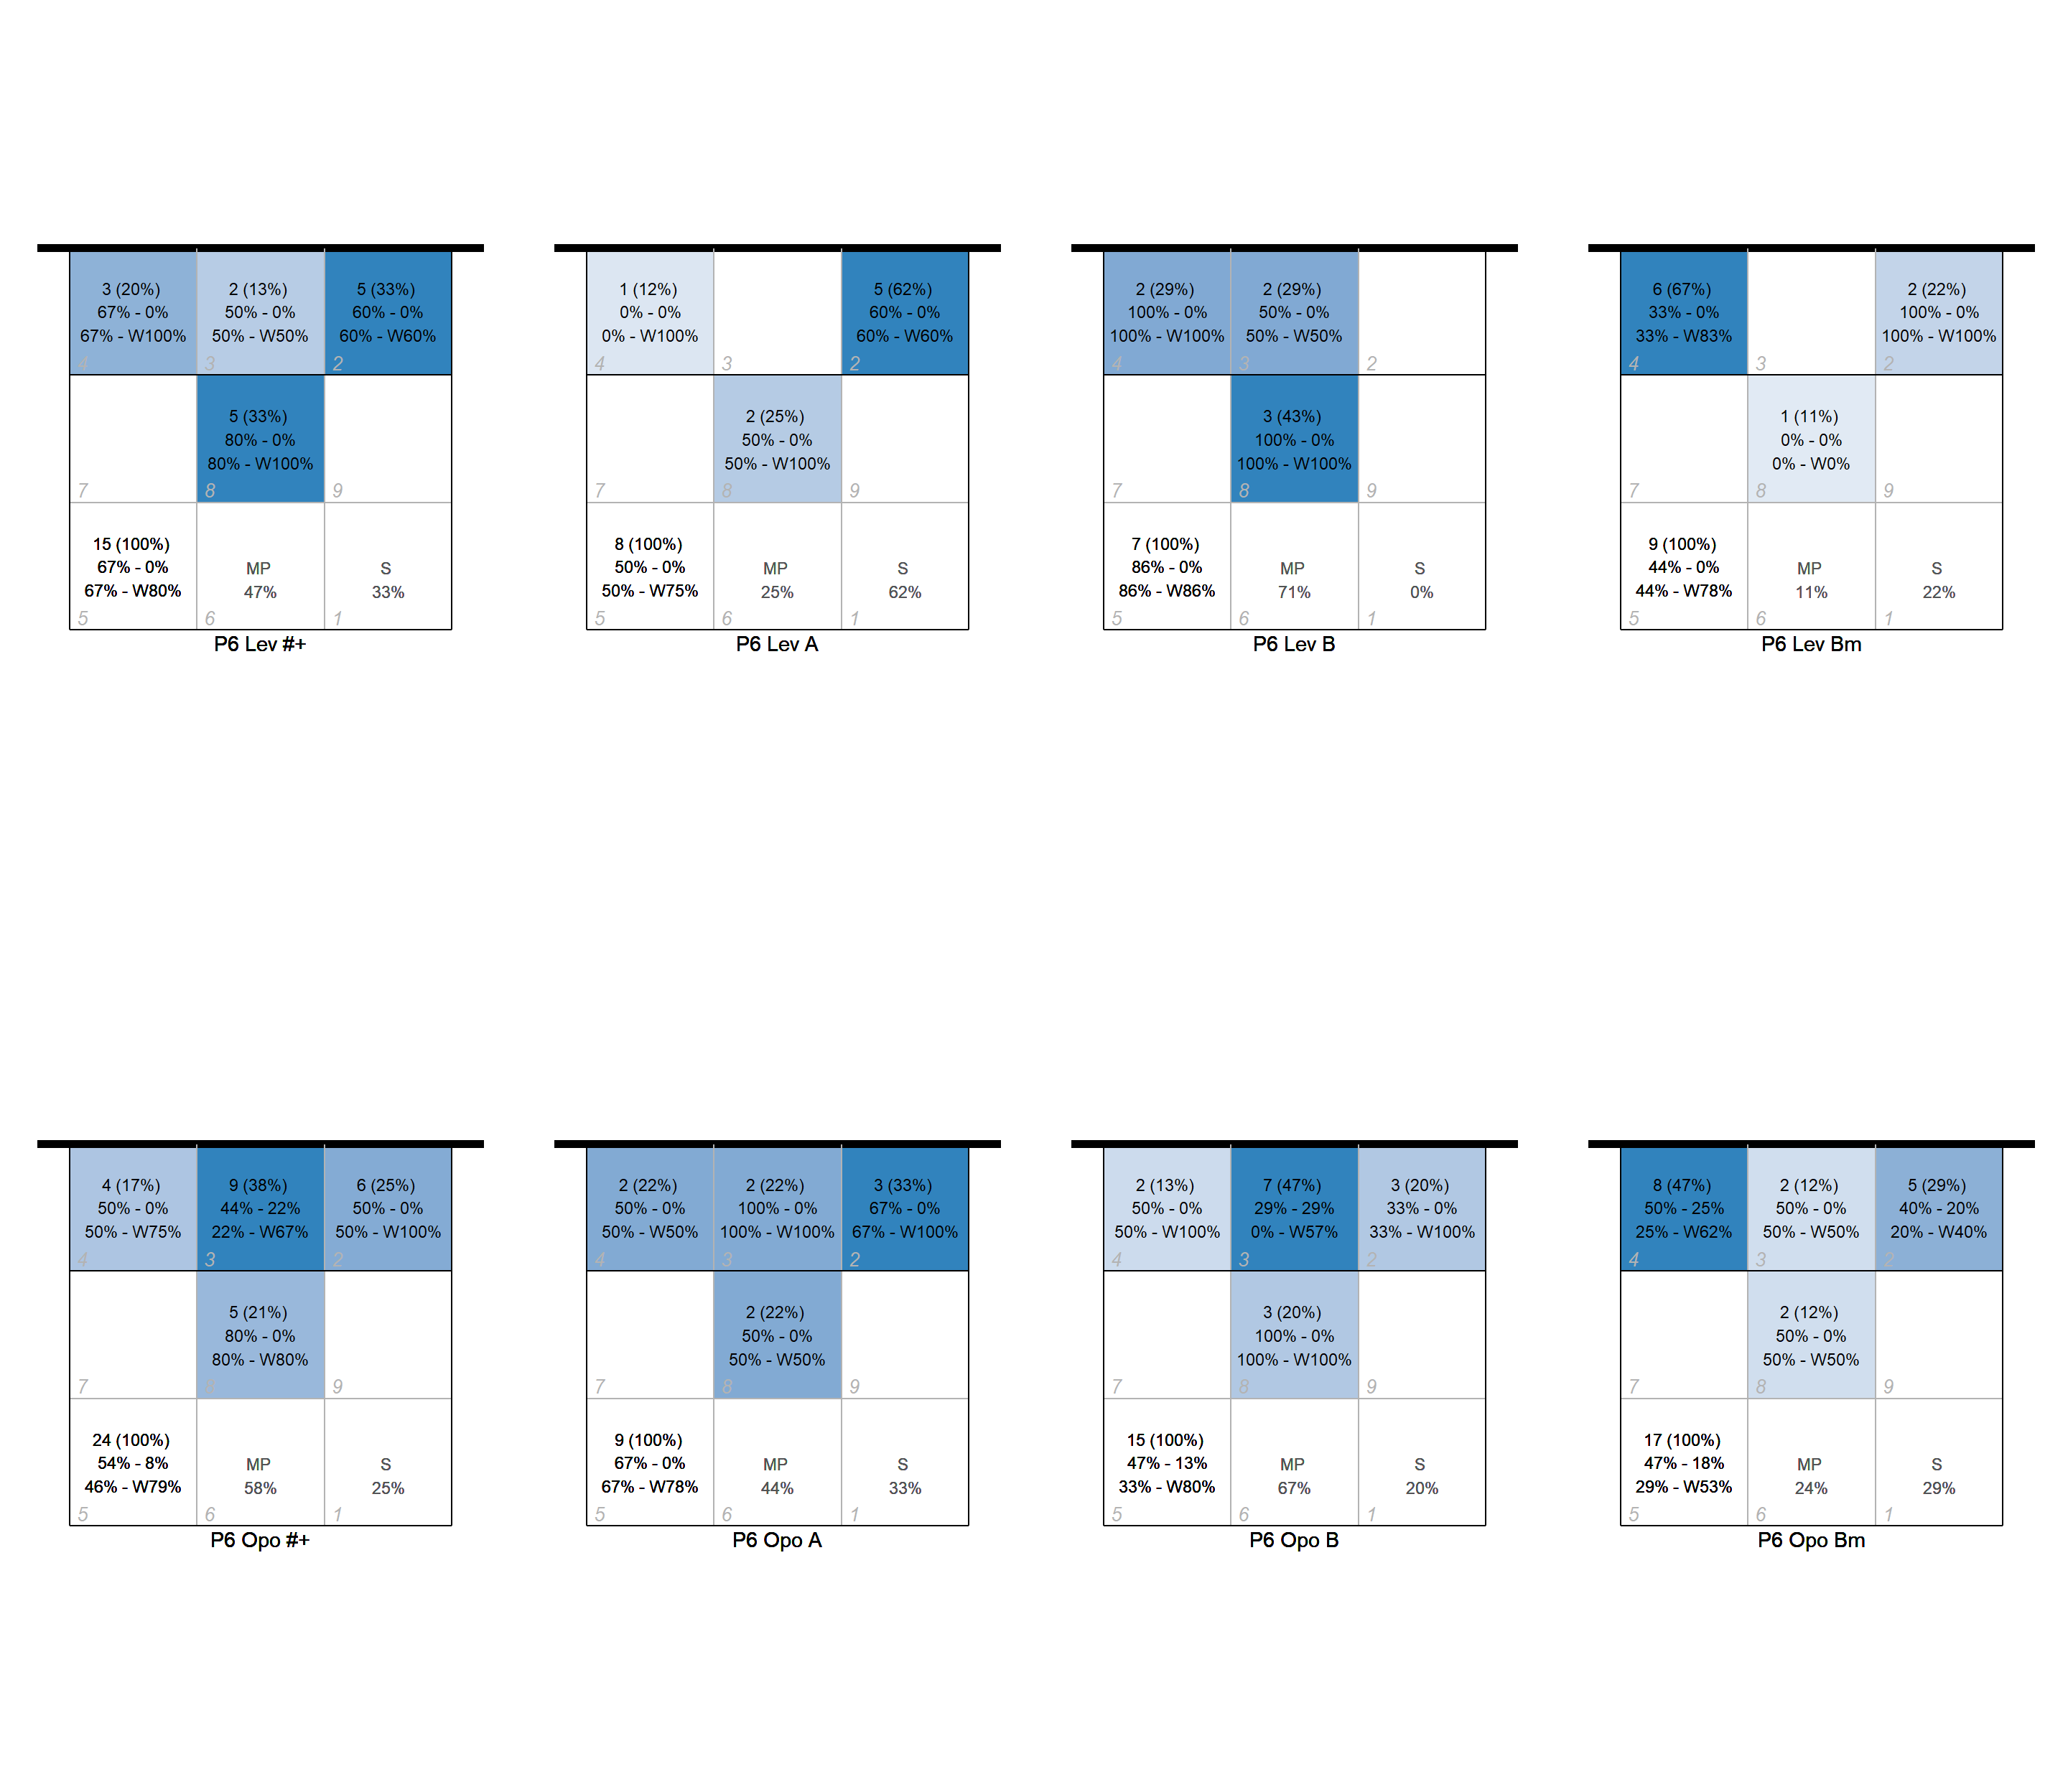 3 (20%)
67% - 0%
67% - W100%
4
2 (13%)
50% - 0%
50% - W50%
3
5 (33%)
60% - 0%
60% - W60%
2
7
5 (33%)
80% - 0%
80% - W100%
8
9
15 (100%)
67% - 0%
67% - W80%
5
MP
47%
6
S
33%
1
P6 Lev #+
1 (12%)
0% - 0%
0% - W100%
4
3
5 (62%)
60% - 0%
60% - W60%
2
7
2 (25%)
50% - 0%
50% - W100%
8
9
8 (100%)
50% - 0%
50% - W75%
5
MP
25%
6
S
62%
1
P6 Lev A
2 (29%)
100% - 0%
100% - W100%
4
2 (29%)
50% - 0%
50% - W50%
3
2
7
3 (43%)
100% - 0%
100% - W100%
8
9
7 (100%)
86% - 0%
86% - W86%
5
MP
71%
6
S
0%
1
P6 Lev B
6 (67%)
33% - 0%
33% - W83%
4
3
2 (22%)
100% - 0%
100% - W100%
2
7
1 (11%)
0% - 0%
0% - W0%
8
9
9 (100%)
44% - 0%
44% - W78%
5
MP
11%
6
S
22%
1
P6 Lev Bm
4 (17%)
50% - 0%
50% - W75%
4
9 (38%)
44% - 22%
22% - W67%
3
6 (25%)
50% - 0%
50% - W100%
2
7
5 (21%)
80% - 0%
80% - W80%
8
9
24 (100%)
54% - 8%
46% - W79%
5
MP
58%
6
S
25%
1
P6 Opo #+
2 (22%)
50% - 0%
50% - W50%
4
2 (22%)
100% - 0%
100% - W100%
3
3 (33%)
67% - 0%
67% - W100%
2
7
2 (22%)
50% - 0%
50% - W50%
8
9
9 (100%)
67% - 0%
67% - W78%
5
MP
44%
6
S
33%
1
P6 Opo A
2 (13%)
50% - 0%
50% - W100%
4
7 (47%)
29% - 29%
0% - W57%
3
3 (20%)
33% - 0%
33% - W100%
2
7
3 (20%)
100% - 0%
100% - W100%
8
9
15 (100%)
47% - 13%
33% - W80%
5
MP
67%
6
S
20%
1
P6 Opo B
8 (47%)
50% - 25%
25% - W62%
4
2 (12%)
50% - 0%
50% - W50%
3
5 (29%)
40% - 20%
20% - W40%
2
7
2 (12%)
50% - 0%
50% - W50%
8
9
17 (100%)
47% - 18%
29% - W53%
5
MP
24%
6
S
29%
1
P6 Opo Bm